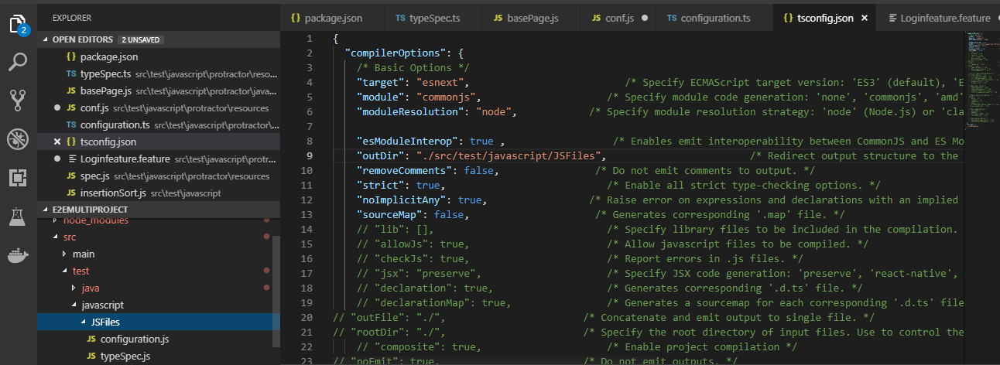 EXPLORER
OPEN EDITORS 2 UNSAVED
{} package.json
TS typeSpec.ts src\test\javascript\protractor\reso...
JS basePage.js src\test\javascript\protractor\java...
JS conf.js src\test\javascript\protractor\resources
TS configuration.ts src\test\javascript\protractor\...
{} tsconfig.json
Loginfeature.feature src\test\javascript\protr...
JS spec.js src\test\javascript\protractor\resources
JS insertionSort.js src\test\javascript
E2EMULTIPROJECT
node_modules
src
main
test
java
javascript
JSFiles
JS configuration.js
JS typeSpec.js
2
{} package.json TS typeSpec.ts JS basePage.js JS conf.js TS configuration.ts {} tsconfig.json Loginfeature.feature
1 {
2 "compilerOptions": {
3 /* Basic Options */
4 "target": "esnext", /* Specify ECMAScript target version: 'ES3' (default), 'E
5 "module": "commonjs", /* Specify module code generation: 'none', 'commonjs', 'amd'
6 "moduleResolution": "node", /* Specify module resolution strategy: 'node' (Node.js) or 'cla
7
8 "esModuleInterop": true , /* Enables emit interoperability between CommonJS and ES Mo
9 "outDir": "./src/test/javascript/JSFiles", /* Redirect output structure to the
10 "removeComments": false, /* Do not emit comments to output. */
11 "strict": true, /* Enable all strict type-checking options. */
12 "noImplicitAny": true, /* Raise error on expressions and declarations with an implied
13 "sourceMap": false, /* Generates corresponding '.map' file. */
14 // "lib": [], /* Specify library files to be included in the compilation.
15 // "allowJs": true, /* Allow javascript files to be compiled. */
16 // "checkJs": true, /* Report errors in .js files. */
17 // "jsx": "preserve", /* Specify JSX code generation: 'preserve', 'react-native',
18 // "declaration": true, /* Generates corresponding '.d.ts' file. */
19 // "declarationMap": true, /* Generates a sourcemap for each corresponding '.d.ts' file
20 // "outFile": "./", /* Concatenate and emit output to single file. */
21 // "rootDir": "./", /* Specify the root directory of input files. Use to control the
22 // "composite": true, /* Enable project compilation */
23 // "noEmit": true, /* Do not emit outputs. */